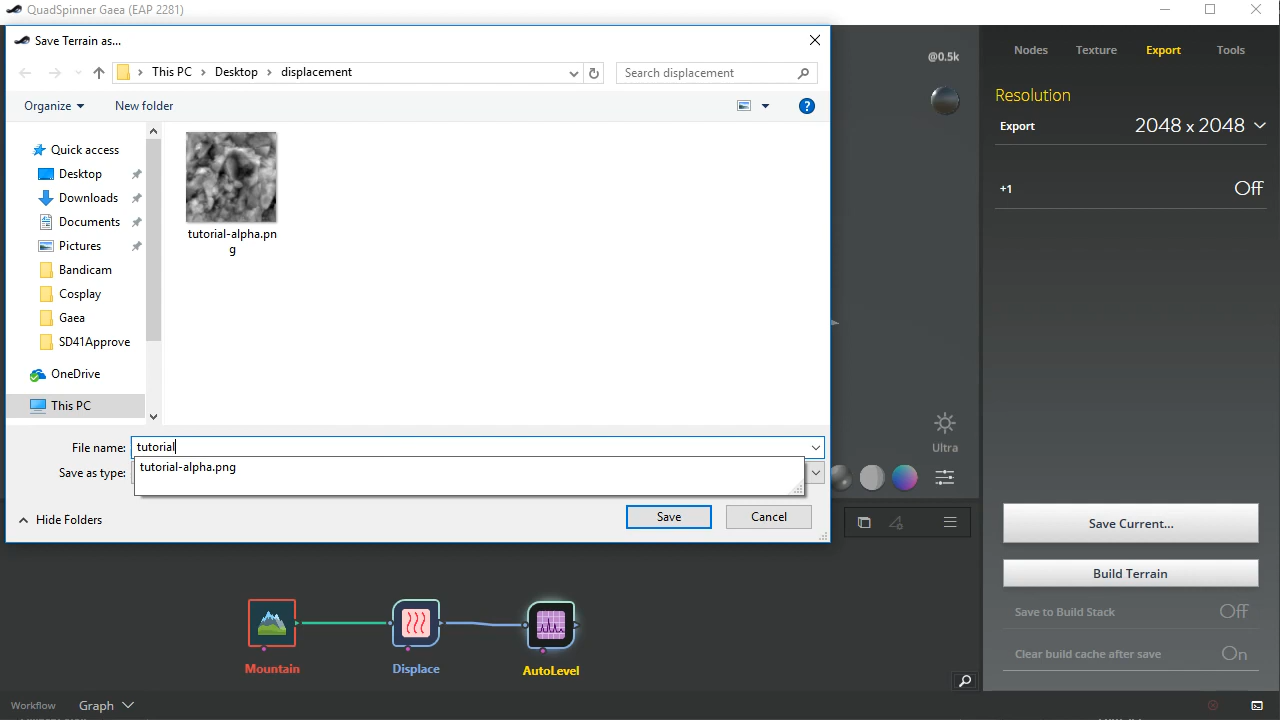 QuadSpinner Gaea (EAP 2281)
Save Terrain as...
This PC
Desktop
displacement
Search displacement
Organize
New folder
Quick access
Desktop
Downloads
Documents
Pictures
Bandicam
Cosplay
Gaea
SD41Approve
OneDrive
This PC
tutorial-alpha.pn
g
File name:
tutorial
Save as type:
tutorial-alpha.png
Hide Folders
Save
Cancel
@0.5k
Ultra
Nodes
Texture
Export
Tools
Resolution
Export
2048 x 2048
+1
Off
Save Current...
Build Terrain
Save to Build Stack
Off
Clear build cache after save
On
Mountain
Displace
AutoLevel
Workflow
Graph